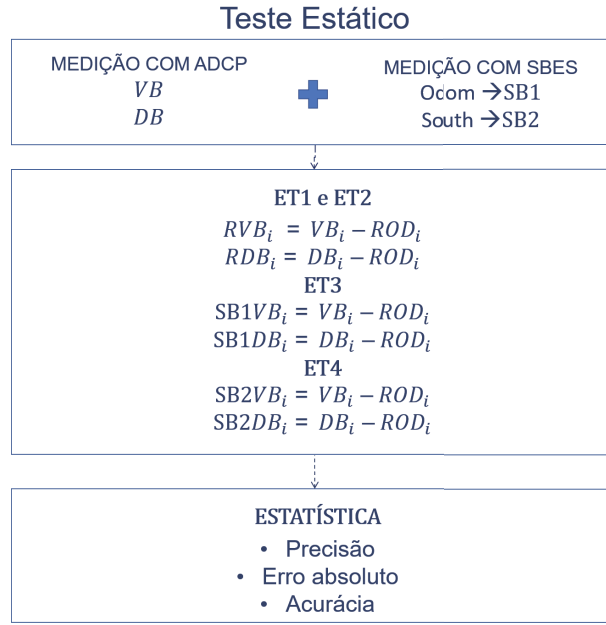 Teste Estático
MEDIÇÃO COM ADCP
VB
DB
MEDIÇÃO COM SBES
Odom →SB1
South →SB2
ET1 e ET2
RVB_i = VB_i − ROD_i
RDB_i = DB_i − ROD_i
ET3
SB1VB_i = VB_i − ROD_i
SB1DB_i = DB_i − ROD_i
ET4
SB2VB_i = VB_i − ROD_i
SB2DB_i = DB_i − ROD_i
ESTATÍSTICA
• Precisão
• Erro absoluto
• Acurácia